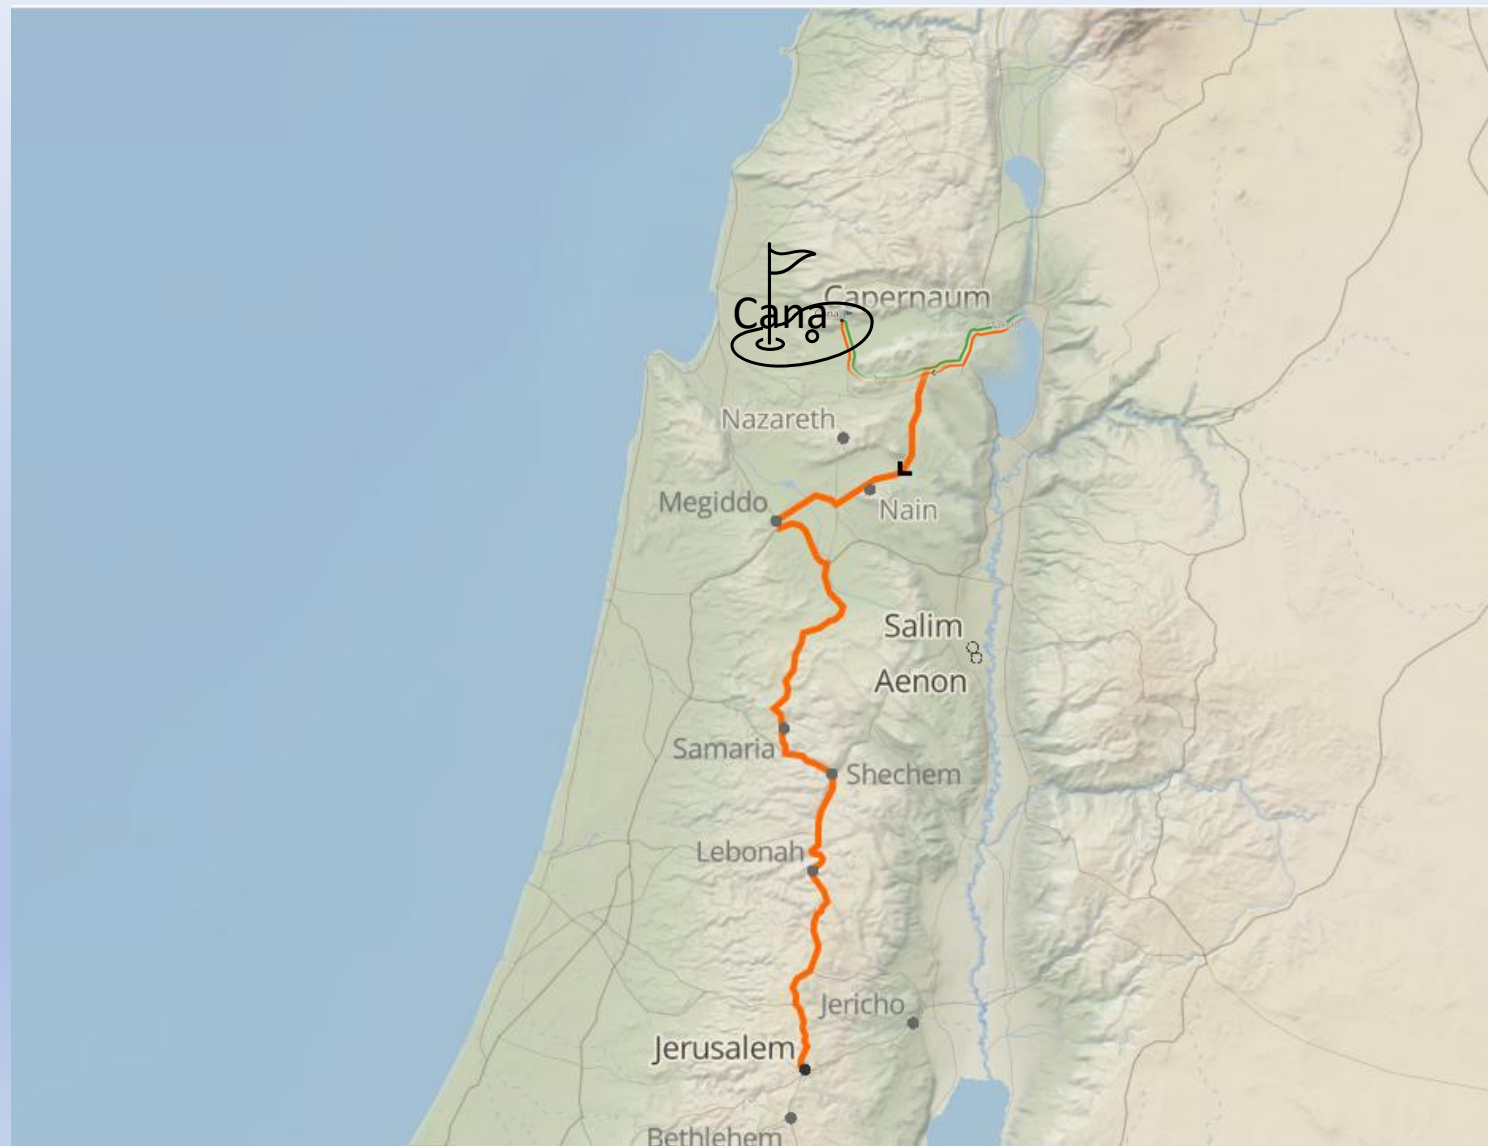 Capernaum
Cana
Nazareth
Megiddo
Nain
Salim
Aenon
Samaria
Shechem
Lebonah
Jericho
Jerusalem
Bethlehem